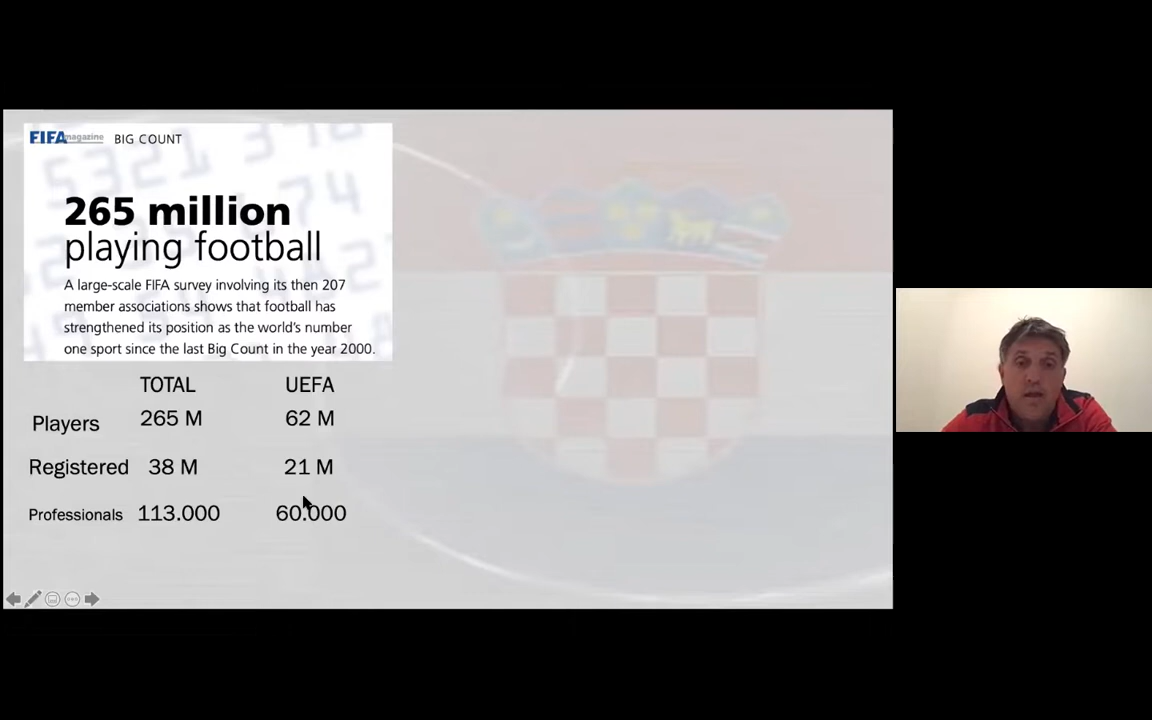 FIFA magazine BIG COUNT
265 million
playing football
A large-scale FIFA survey involving its then 207
member associations shows that football has
strengthened its position as the world's number
one sport since the last Big Count in the year 2000.
TOTAL UEFA
Players 265 M 62 M
Registered 38 M 21 M
Professionals 113.000 60.000